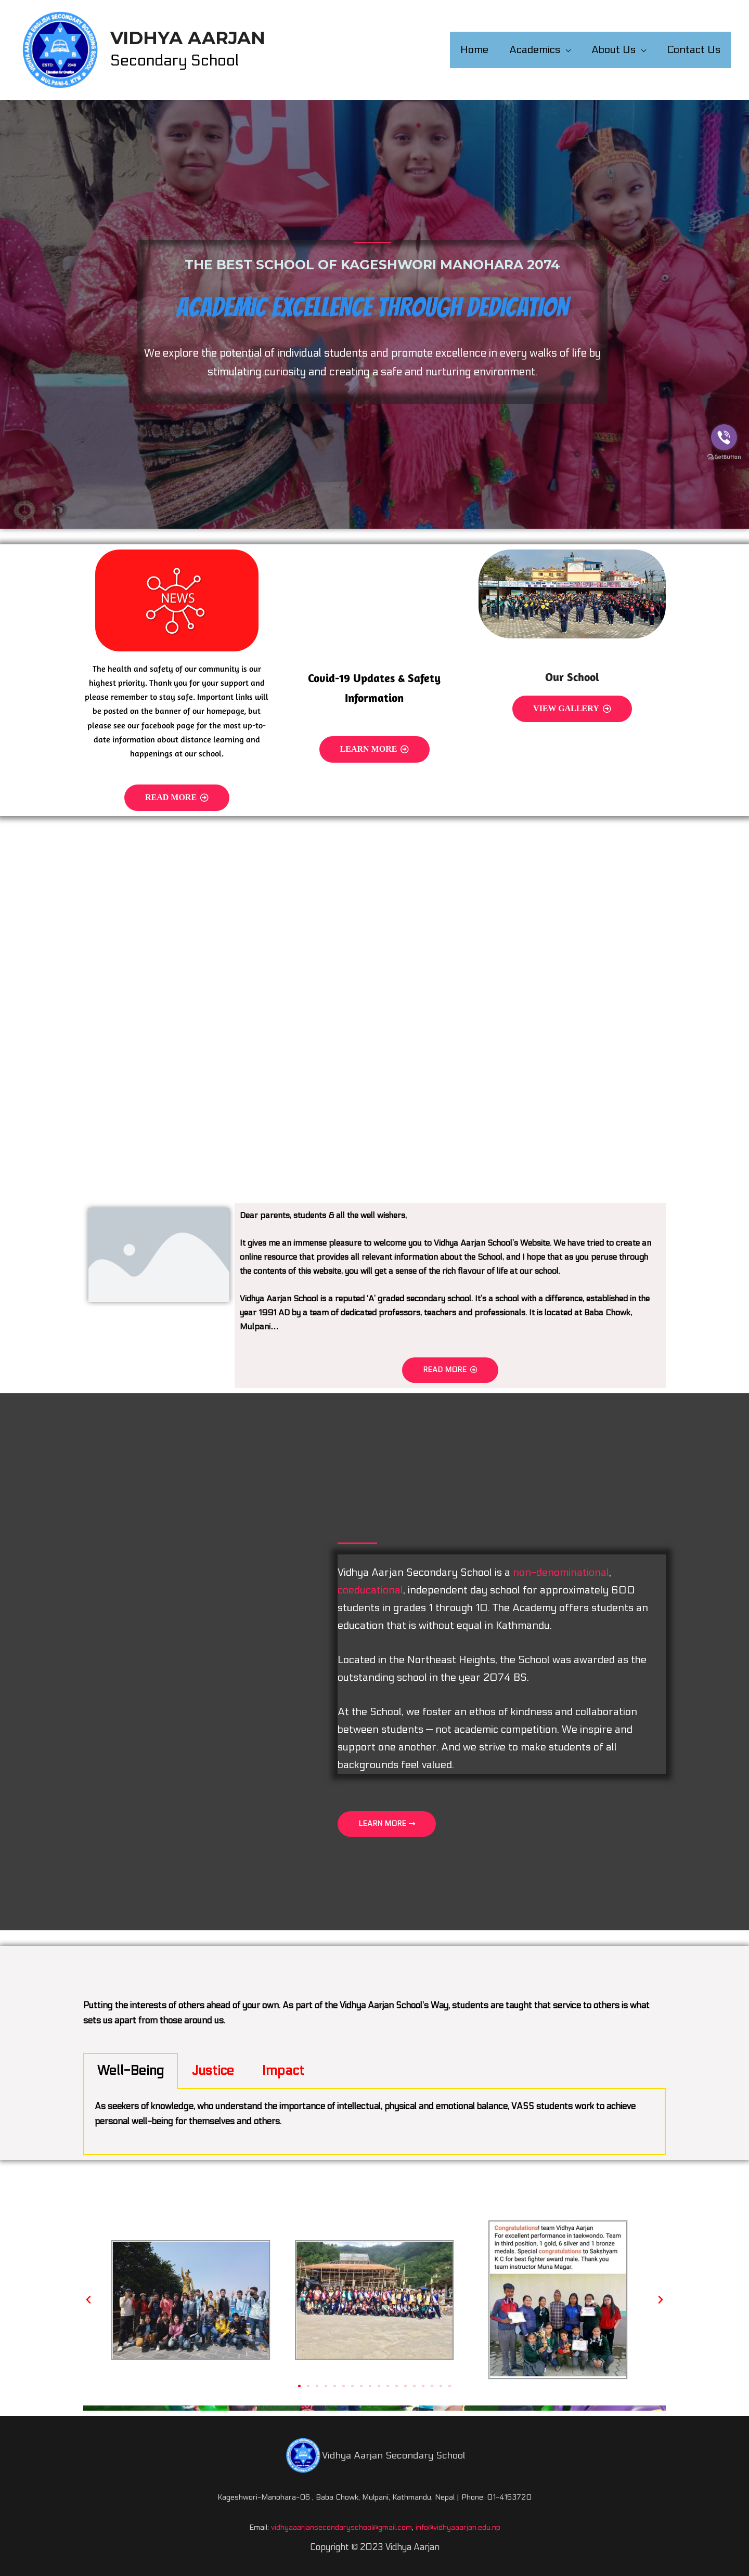 VIDHYA AARJAN
Secondary School
Home
Academics
About Us
Contact Us
THE BEST SCHOOL OF KAGESHWORI MANOHARA 2074
ACADEMIC EXCELLENCE THROUGH DEDICATION
We explore the potential of individual students and promote excellence in every walks of life by
stimulating curiosity and creating a safe and nurturing environment.
GetButton
NEWS
The health and safety of our community is our
highest priority. Thank you for your support and
please remember to stay safe. Important links will
be posted on the banner of our homepage, but
please see our facebook page for the most up-to-
date information about distance learning and
happenings at our school.
READ MORE
Covid-19 Updates & Safety
Information
LEARN MORE
Our School
VIEW GALLERY
Dear parents, students & all the well wishers,
It gives me an immense pleasure to welcome you to Vidhya Aarjan School's Website. We have tried to create an
online resource that provides all relevant information about the School, and I hope that as you peruse through
the contents of this website, you will get a sense of the rich flavour of life at our school.
Vidhya Aarjan School is a reputed 'A' graded secondary school. It's a school with a difference, established in the
year 1991 AD by a team of dedicated professors, teachers and professionals. It is located at Baba Chowk,
Mulpani…
READ MORE
Vidhya Aarjan Secondary School is a non-denominational,
coeducational, independent day school for approximately 600
students in grades 1 through 10. The Academy offers students an
education that is without equal in Kathmandu.
Located in the Northeast Heights, the School was awarded as the
outstanding school in the year 2074 BS.
At the School, we foster an ethos of kindness and collaboration
between students — not academic competition. We inspire and
support one another. And we strive to make students of all
backgrounds feel valued.
LEARN MORE
Putting the interests of others ahead of your own. As part of the Vidhya Aarjan School's Way, students are taught that service to others is what
sets us apart from those around us.
Well-Being
Justice
Impact
As seekers of knowledge, who understand the importance of intellectual, physical and emotional balance, VASS students work to achieve
personal well-being for themselves and others.
Congratulations! team Vidhya Aarjan
For excellent performance in taekwondo. Team
in third position, 1 gold, 6 silver and 1 bronze
medals. Special congratulations to Sakshyam
K C for best fighter award male. Thank you
team instructor Muna Magar.
Vidhya Aarjan Secondary School
Kageshwori-Manohara-06 , Baba Chowk, Mulpani, Kathmandu, Nepal | Phone: 01-4153720
Email: vidhyaaarjansecondaryschool@gmail.com, info@vidhyaaarjan.edu.np
Copyright © 2023 Vidhya Aarjan